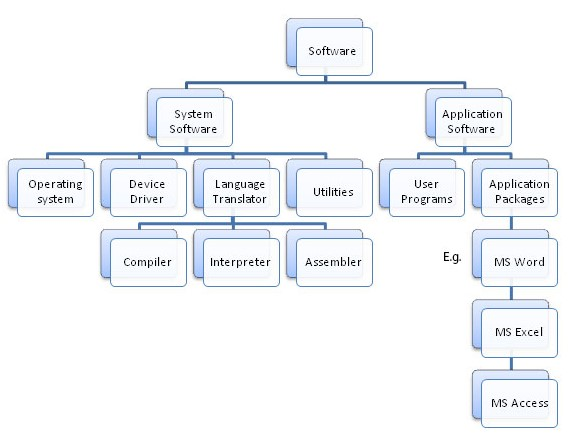 Software
System
Software
Application
Software
Operating
system
Device
Driver
Language
Translator
Utilities
User
Programs
Application
Packages
Compiler
Interpreter
Assembler
E.g.
MS Word
MS Excel
MS Access